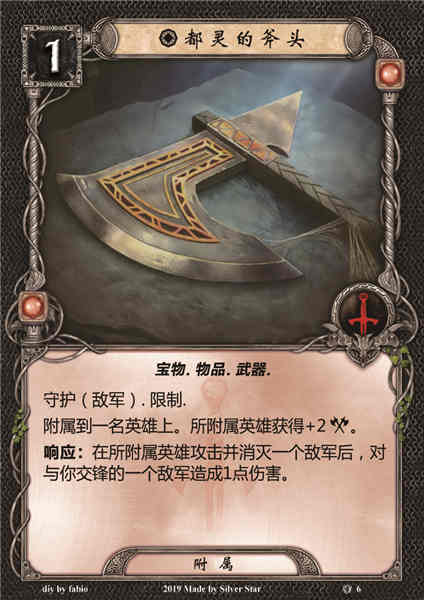 1
都灵的斧头
宝物. 物品. 武器.
守护（敌军）. 限制.
附属到一名英雄上。所附属英雄获得+2 。
响应：在所附属英雄攻击并消灭一个敌军后，对
与你交锋的一个敌军造成1点伤害。
附属
diy by fabio
2019 Made by Silver Star
6